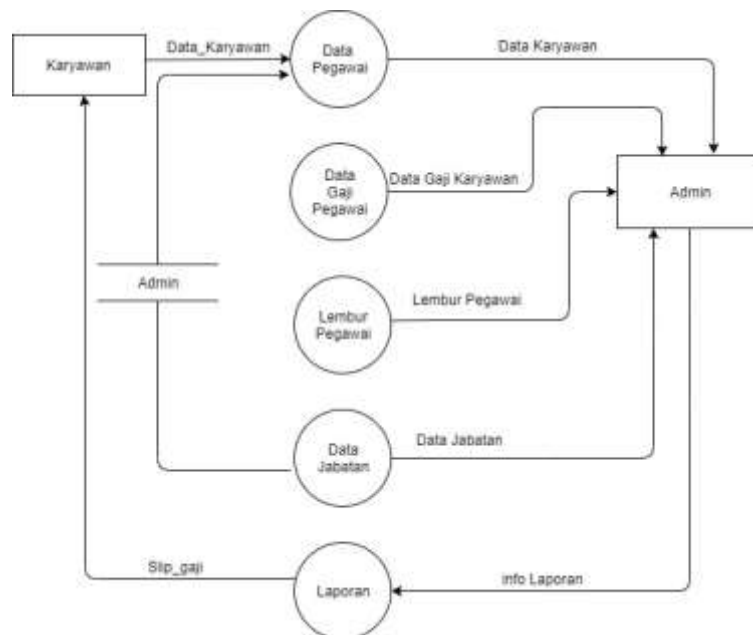 Karyawan
Data_Karyawan
Data
Pegawai
Data Karyawan
Data
Gaji
Pegawai
Data Gaji Karyawan
Admin
Admin
Lembur
Pegawai
Lembur Pegawai
Data
Jabatan
Data Jabatan
Slip_gaji
Laporan
info Laporan